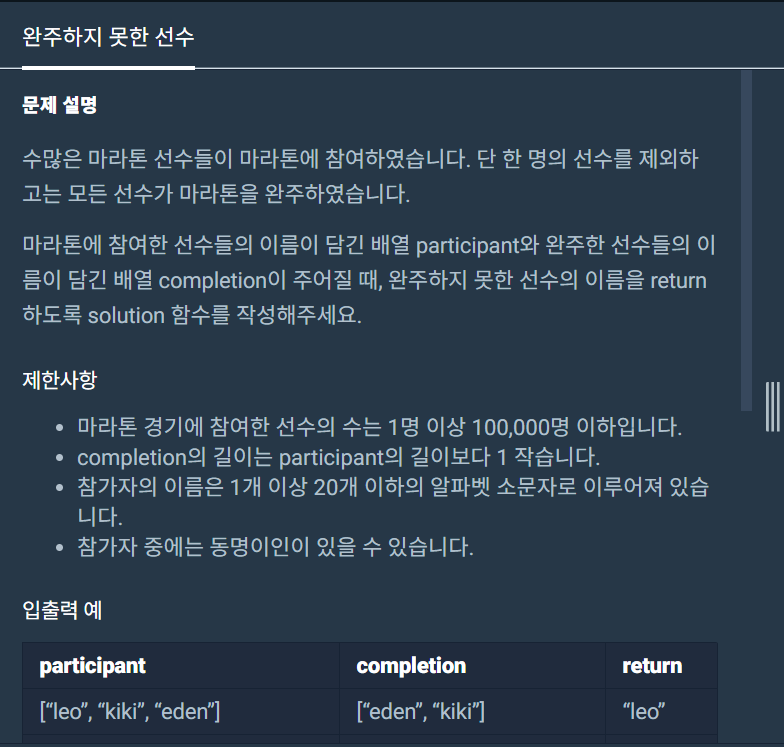 완주하지 못한 선수
문제 설명
수많은 마라톤 선수들이 마라톤에 참여하였습니다. 단 한 명의 선수를 제외하
고는 모든 선수가 마라톤을 완주하였습니다.
마라톤에 참여한 선수들의 이름이 담긴 배열 participant와 완주한 선수들의 이
름이 담긴 배열 completion이 주어질 때, 완주하지 못한 선수의 이름을 return
하도록 solution 함수를 작성해주세요.
제한사항
• 마라톤 경기에 참여한 선수의 수는 1명 이상 100,000명 이하입니다.
• completion의 길이는 participant의 길이보다 1 작습니다.
• 참가자의 이름은 1개 이상 20개 이하의 알파벳 소문자로 이루어져 있습
니다.
• 참가자 중에는 동명이인이 있을 수 있습니다.
입출력 예
participant completion return
[“leo”, “kiki”, “eden”] [“eden”, “kiki”] “leo”